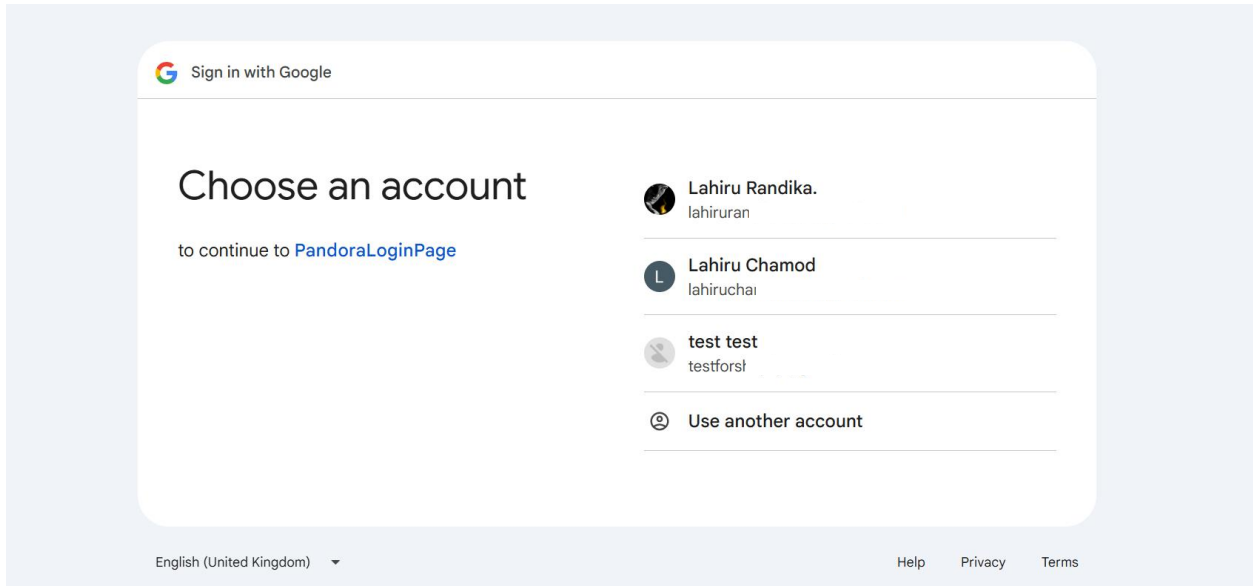 Sign in with Google
Choose an account
to continue to PandoraLoginPage
Lahiru Randika.
lahiruran
Lahiru Chamod
L
lahiruchar
test test
testforsh
Use another account
English (United Kingdom)
Help Privacy Terms